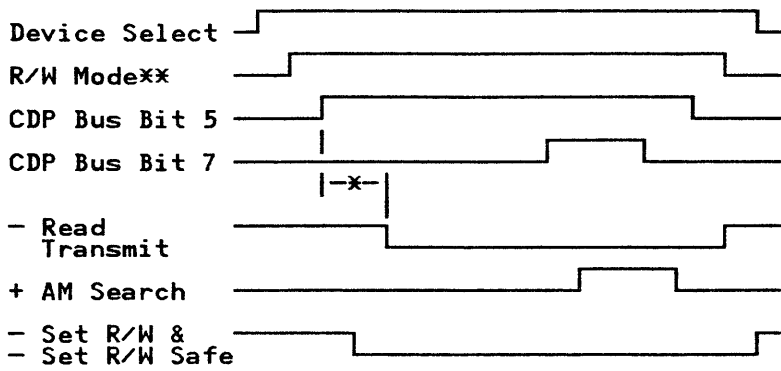 Device Select
R/W Mode**
CDP Bus Bit 5
CDP Bus Bit 7
|-*-|
- Read
Transmit
+ AM Search
- Set R/W &
- Set R/W Safe